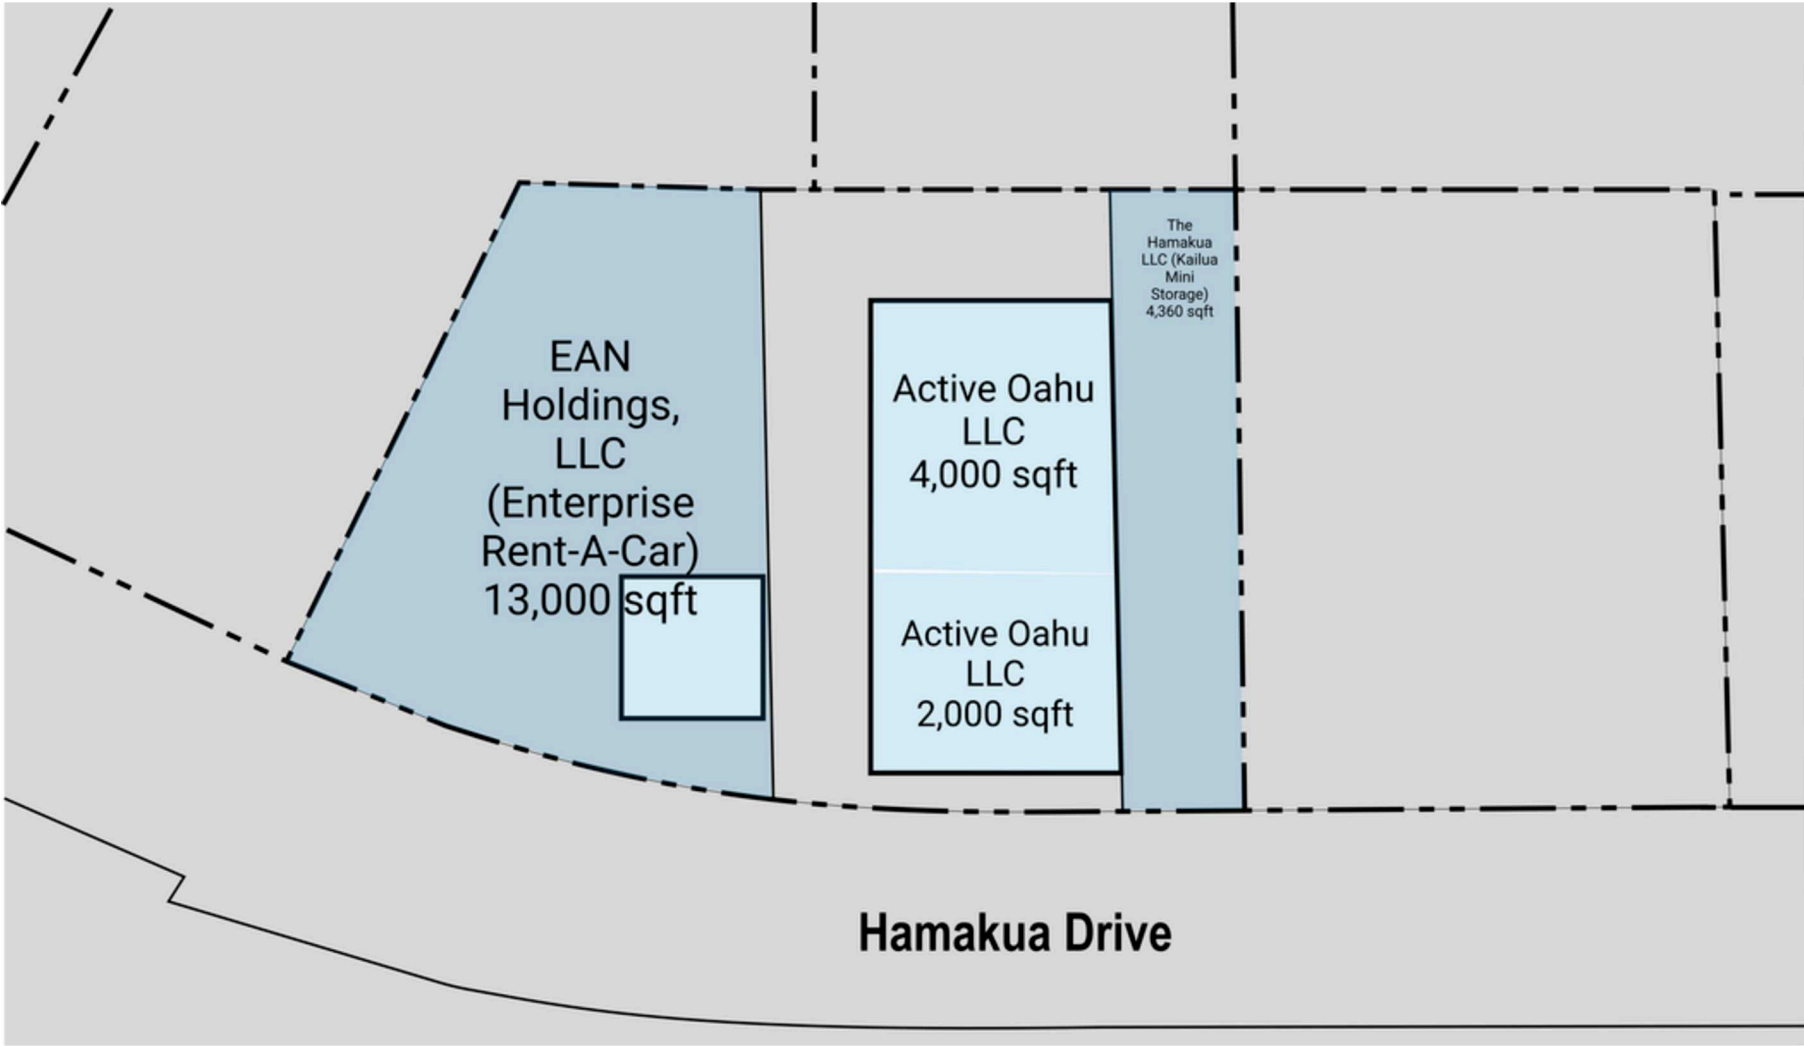 EAN
Holdings,
LLC
(Enterprise
Rent-A-Car)
13,000 sqft
Active Oahu
LLC
4,000 sqft
Active Oahu
LLC
2,000 sqft
The
Hamakua
LLC (Kailua
Mini
Storage)
4,360 sqft
Hamakua Drive